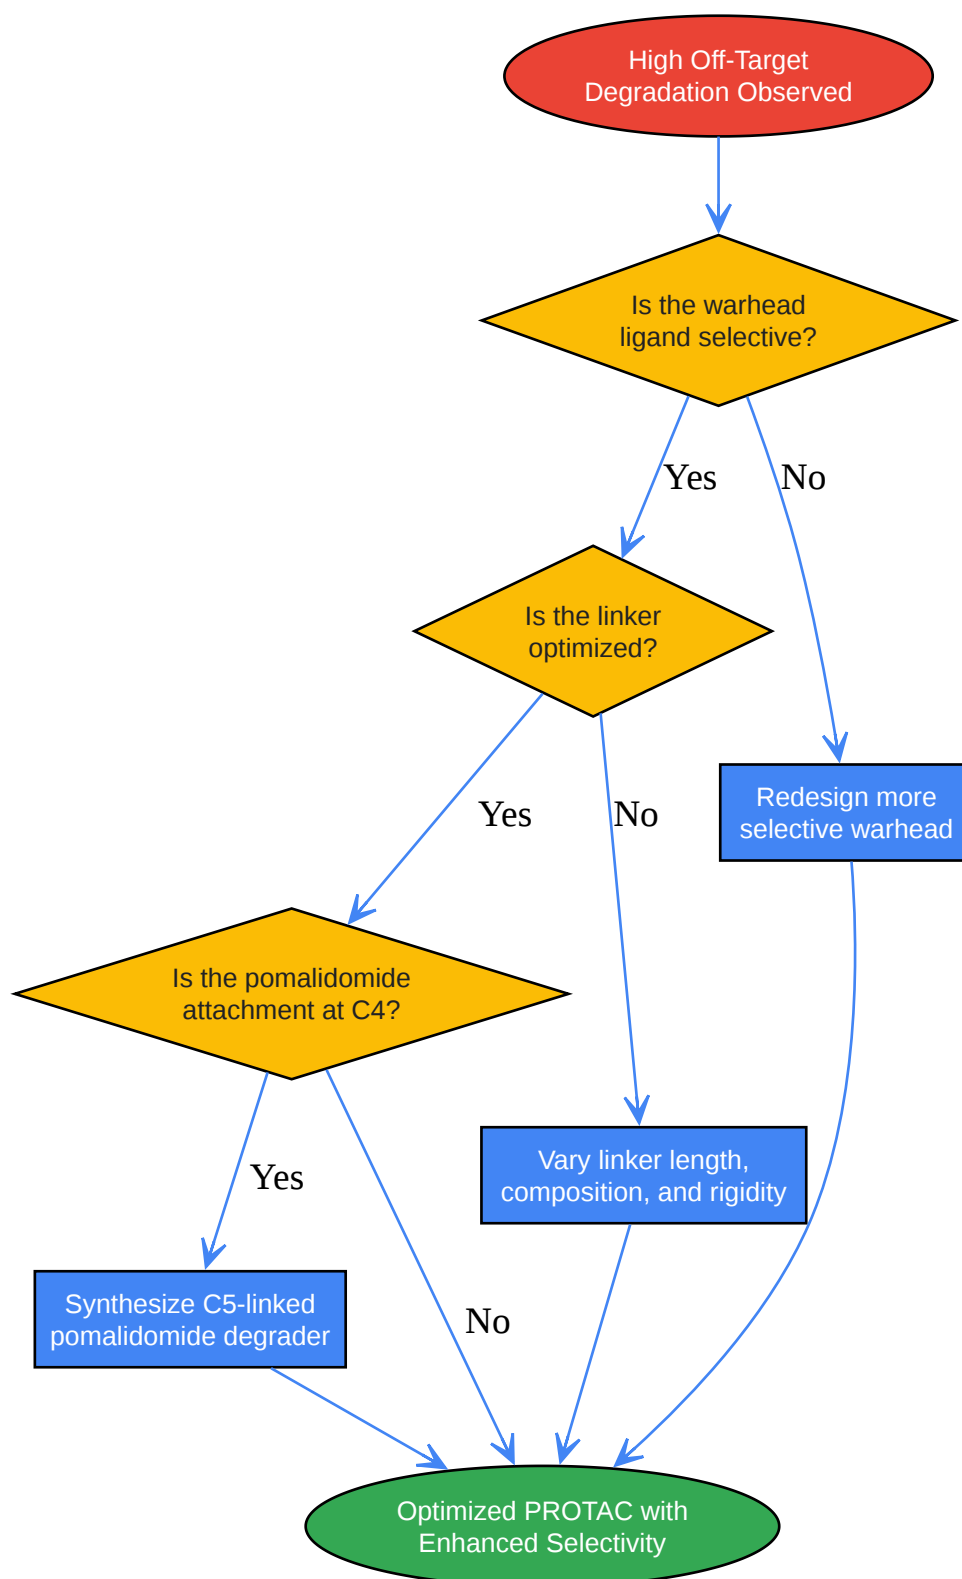 High Off-Target
Degradation Observed
Is the warhead
ligand selective?
Yes
No
Is the linker
optimized?
Yes
No
Redesign more
selective warhead
Is the pomalidomide
attachment at C4?
Yes
No
Vary linker length,
composition, and rigidity
Synthesize C5-linked
pomalidomide degrader
Optimized PROTAC with
Enhanced Selectivity